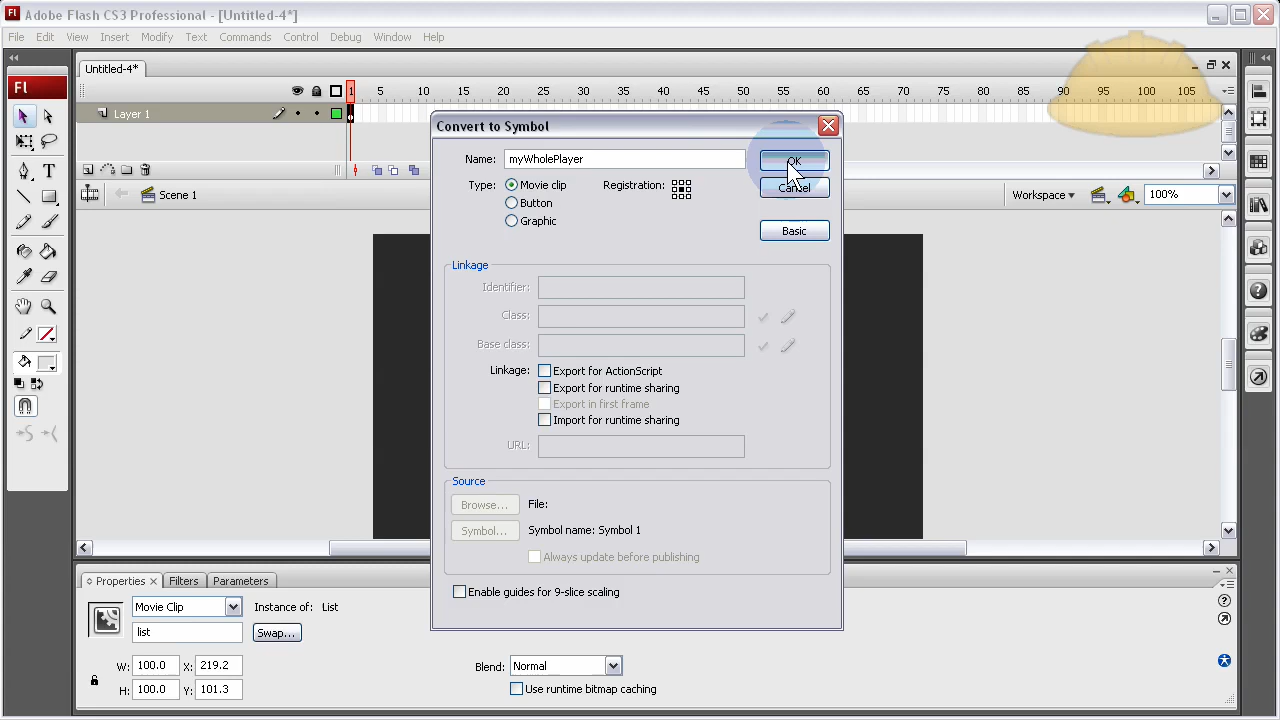 Fl Adobe Flash CS3 Professional - [Untitled-4*]
File Edit View Insert Modify Text Commands Control Debug Window Help
Untitled-4*
Fl
1 5 10 15 20 25 30 35 40 45 50 55 60 65 70 75 80 85 90 95 100 105
Layer 1
Scene 1 Workspace 100%
Convert to Symbol
Name: myWholePlayer OK
Type: Movie clip Registration: Cancel
Button
Graphic Basic
Linkage
Identifier:
Class:
Base class:
Linkage: Export for ActionScript
Export for runtime sharing
Export in first frame
Import for runtime sharing
URL:
Source
Browse... File:
Symbol... Symbol name: Symbol 1
Always update before publishing
Enable guides for 9-slice scaling
Properties Filters Parameters
Movie Clip Instance of: List
list Swap...
W: 100.0 X: 219.2 Blend: Normal
H: 100.0 Y: 101.3 Use runtime bitmap caching